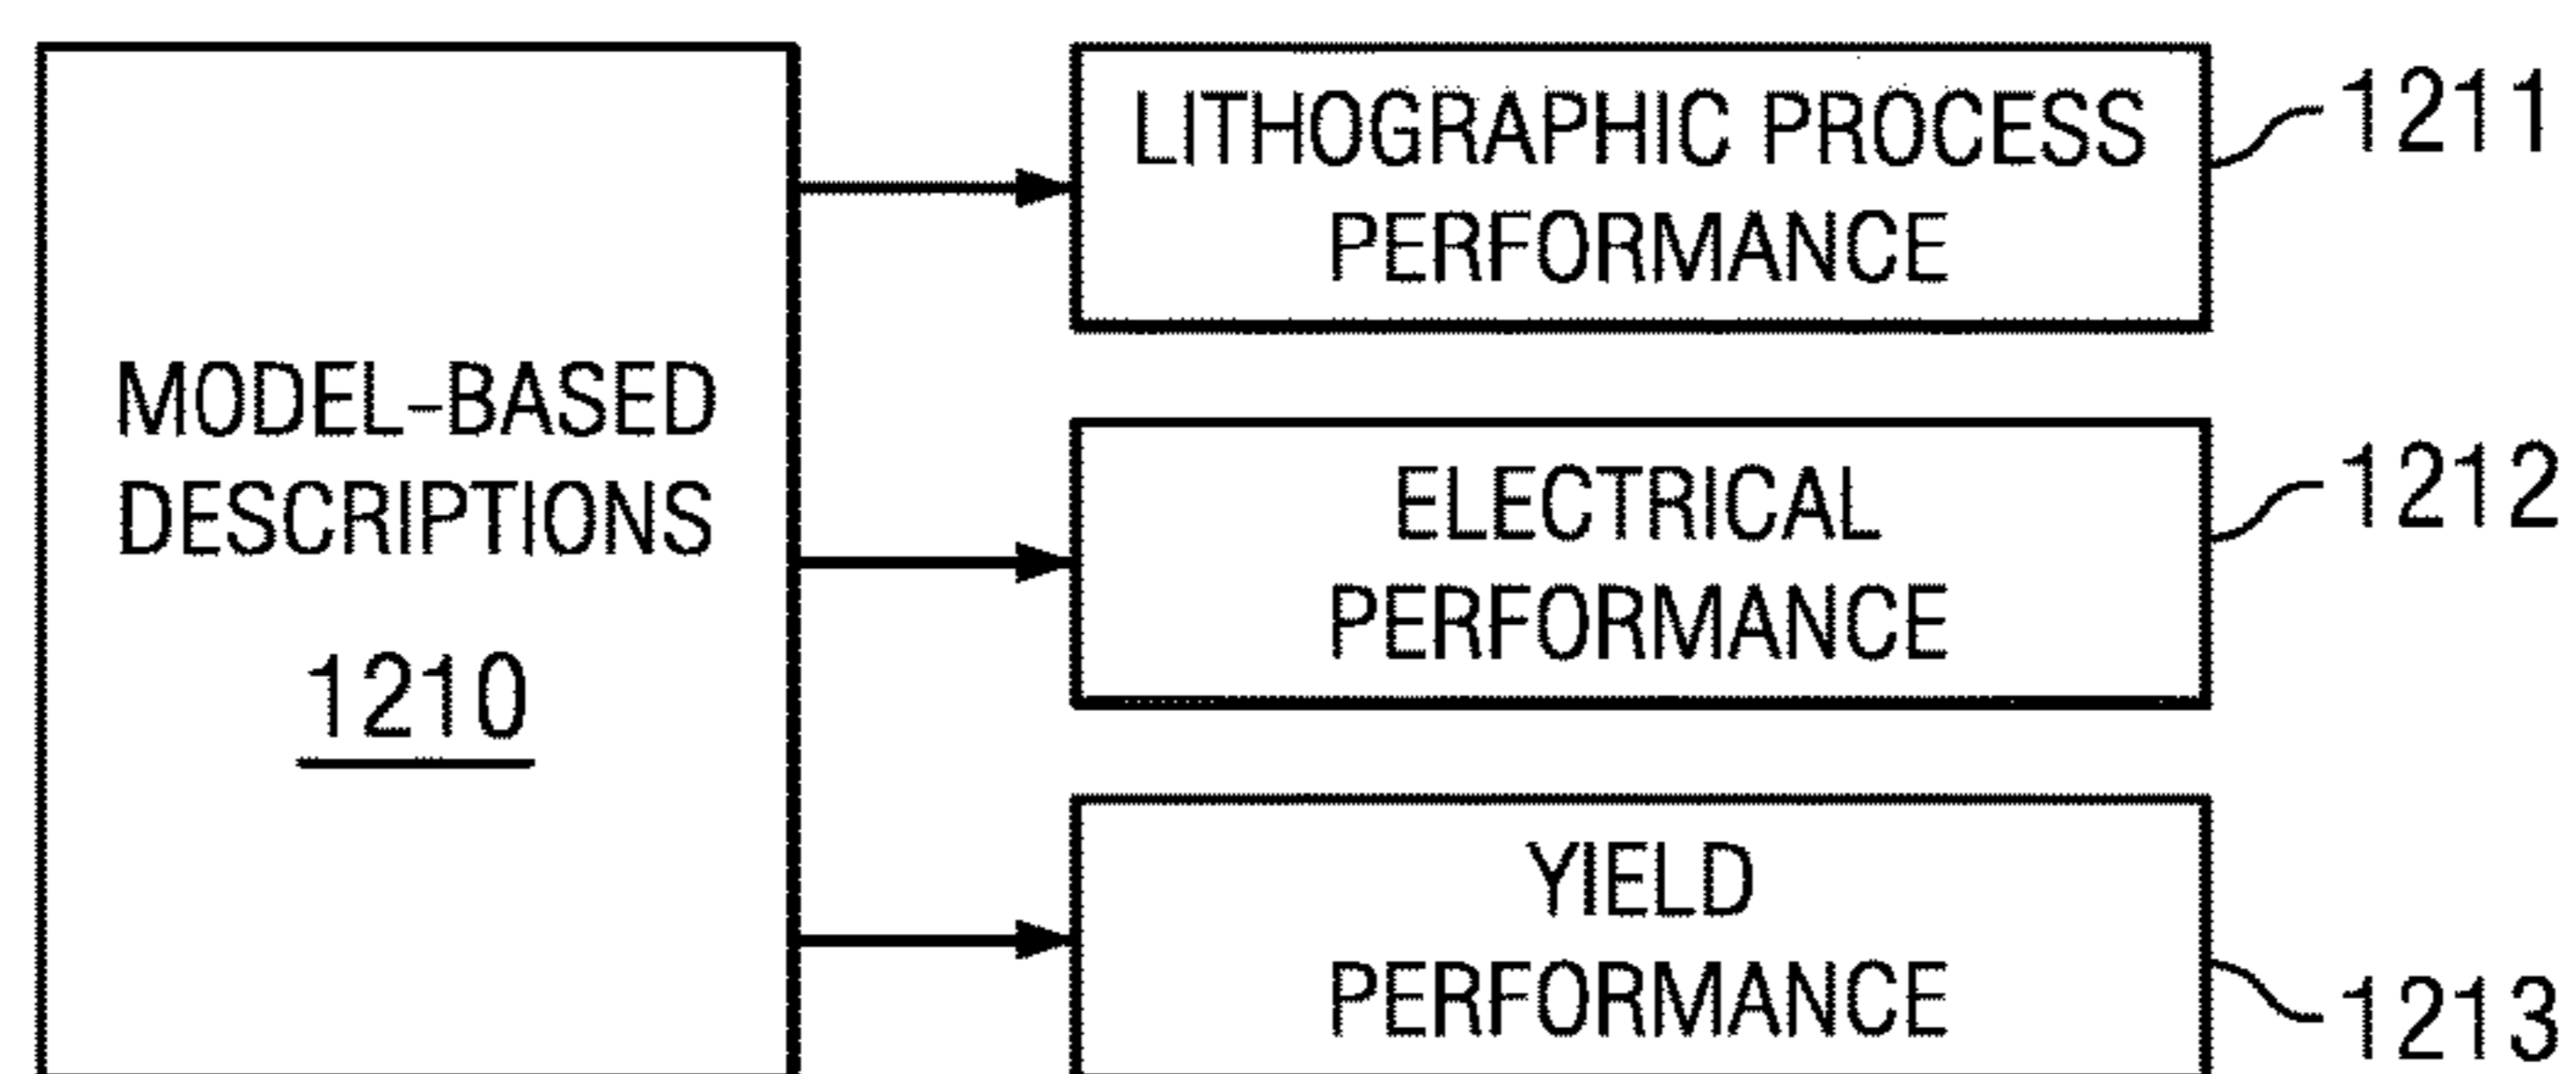 MODEL-BASED
DESCRIPTIONS
1210
LITHOGRAPHIC PROCESS
PERFORMANCE
1211
ELECTRICAL
PERFORMANCE
1212
YIELD
PERFORMANCE
1213